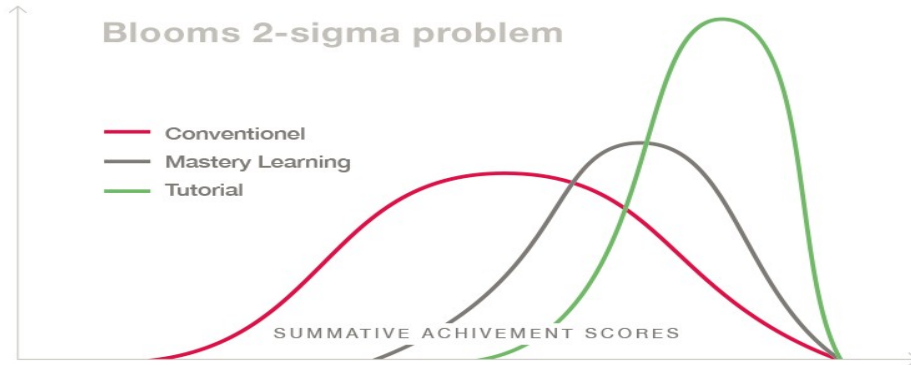 Blooms 2-sigma problem
Conventionel
Mastery Learning
Tutorial
SUMMATIVE ACHIVEMENT SCORES